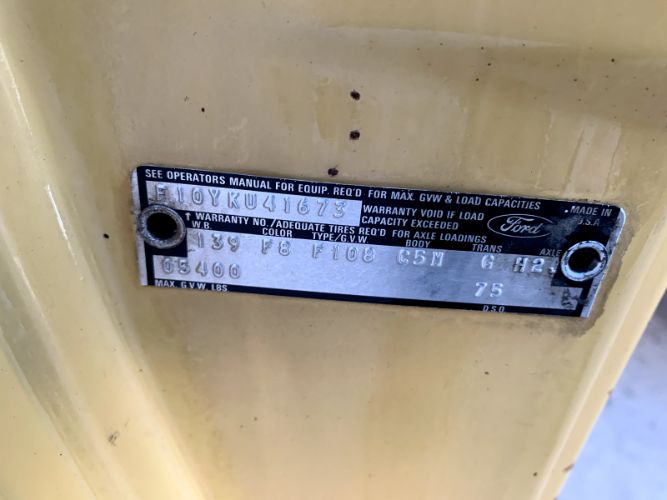 SEE OPERATORS MANUAL FOR EQUIP. REQ'D FOR MAX. GVW & LOAD CAPACITIES
F10YKU41673 WARRANTY VOID IF LOAD CAPACITY EXCEEDED Ford MADE IN U.S.A
† WARRANTY NO./ADEQUATE TIRES REQ'D FOR AXLE LOADINGS
W.B. COLOR TYPE/G.V.W. BODY TRANS AXLE
139 F8 F108 C5M G
05400 75
MAX. G.V.W. LBS. D.S.O.